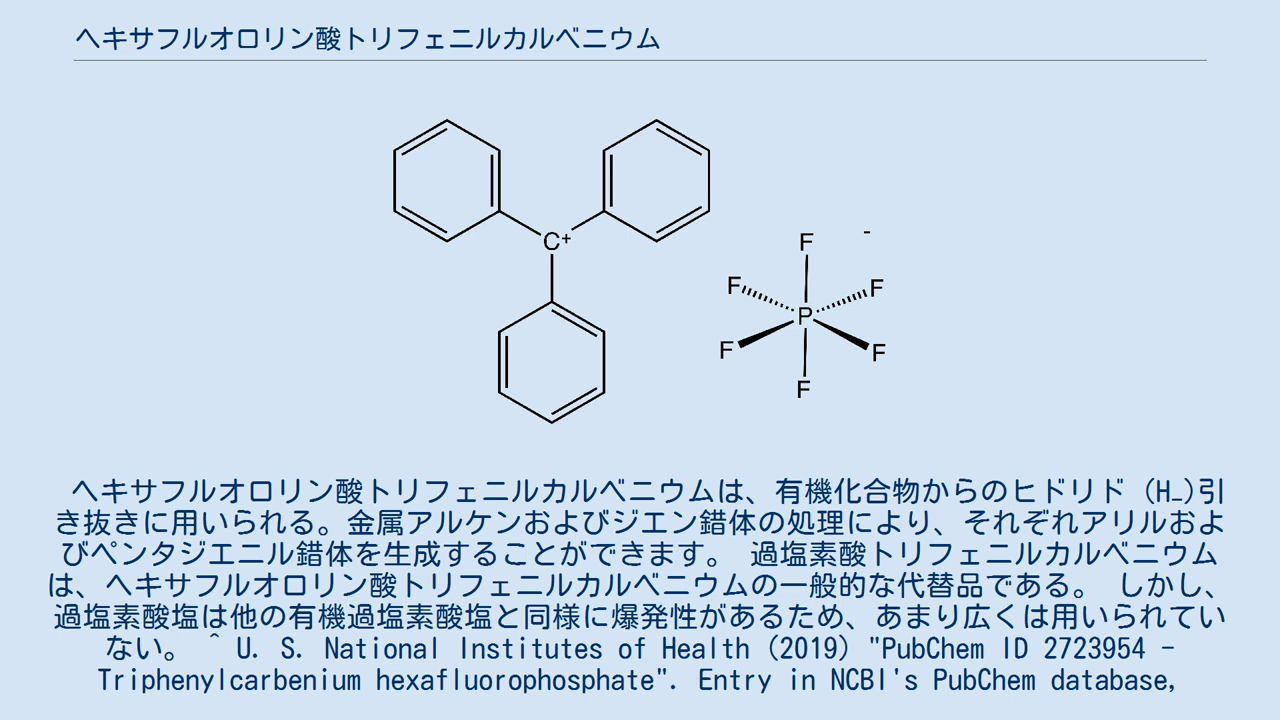 ヘキサフルオロリン酸トリフェニルカルベニウム
C+
F
-
F
F
P
F
F
F
ヘキサフルオロリン酸トリフェニルカルベニウムは、有機化合物からのヒドリド (H_)引
き抜きに用いられる。金属アルケンおよびジエン錯体の処理により、それぞれアリルおよ
びペンタジエニル錯体を生成することができます。 過塩素酸トリフェニルカルベニウム
は、ヘキサフルオロリン酸トリフェニルカルベニウムの一般的な代替品である。 しかし、
過塩素酸塩は他の有機過塩素酸塩と同様に爆発性があるため、あまり広くは用いられてい
ない。 ^ U. S. National Institutes of Health (2019) "PubChem ID 2723954 -
Triphenylcarbenium hexafluorophosphate". Entry in NCBI's PubChem database,